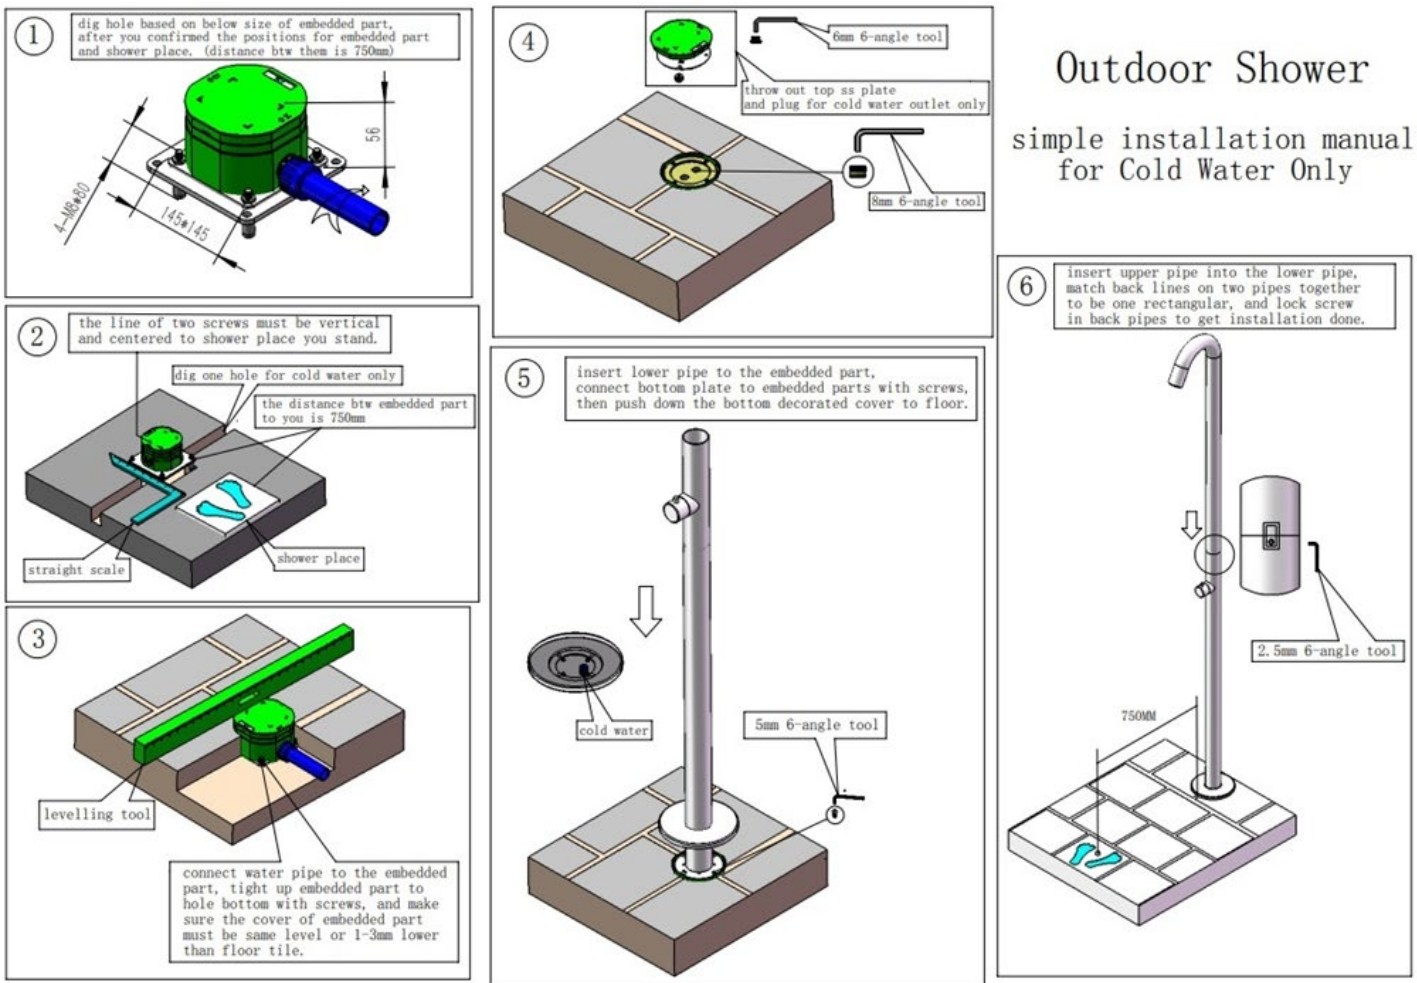 Outdoor Shower
simple installation manual
for Cold Water Only
1
dig hole based on below size of embedded part,
after you confirmed the positions for embedded part
and shower place. (distance btw them is 750mm)
56
4-M8*80
145*145
2
the line of two screws must be vertical
and centered to shower place you stand.
dig one hole for cold water only
the distance btw embedded part
to you is 750mm
straight scale
shower place
3
levelling tool
connect water pipe to the embedded
part, tight up embedded part to
hole bottom with screws, and make
sure the cover of embedded part
must be same level or 1-3mm lower
than floor tile.
4
6mm 6-angle tool
throw out top ss plate
and plug for cold water outlet only
8mm 6-angle tool
5
insert lower pipe to the embedded part,
connect bottom plate to embedded parts with screws,
then push down the bottom decorated cover to floor.
cold water
5mm 6-angle tool
6
insert upper pipe into the lower pipe,
match back lines on two pipes together
to be one rectangular, and lock screw
in back pipes to get installation done.
2.5mm 6-angle tool
750MM